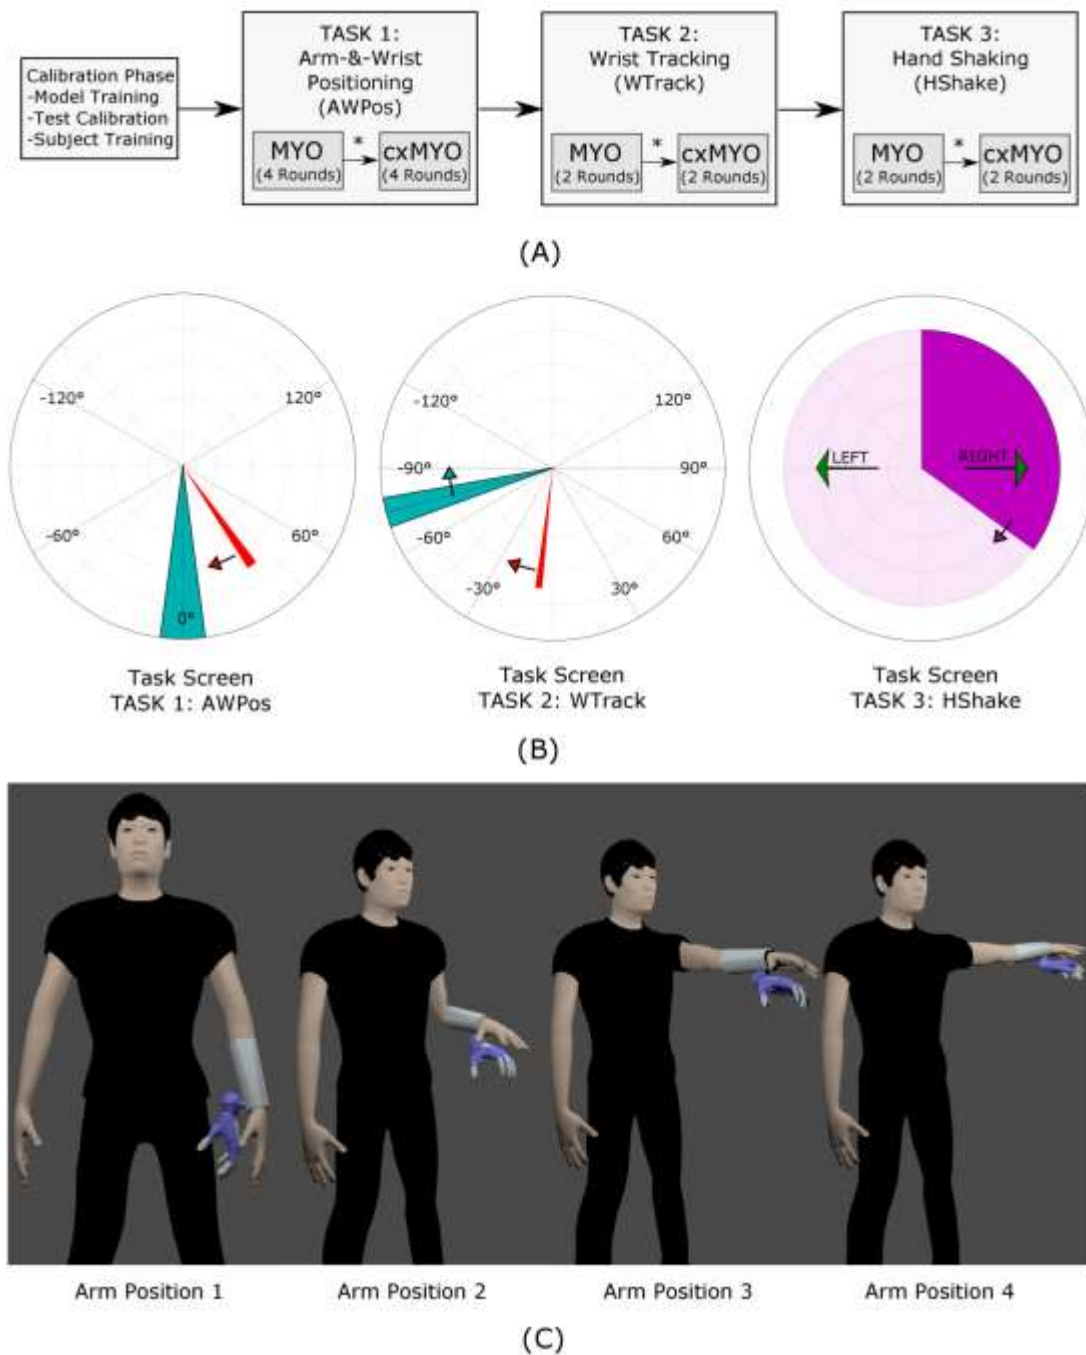 Calibration Phase
-Model Training
-Test Calibration
-Subject Training
TASK 1:
Arm-&-Wrist
Positioning
(AWPos)
MYO
(4 Rounds)
*
cxMYO
(4 Rounds)
TASK 2:
Wrist Tracking
(WTrack)
MYO
(2 Rounds)
*
cxMYO
(2 Rounds)
TASK 3:
Hand Shaking
(HShake)
MYO
(2 Rounds)
*
cxMYO
(2 Rounds)
(A)
-120°
120°
-60°
60°
0°
Task Screen
TASK 1: AWPos
-120°
120°
-90°
90°
-60°
60°
-30°
30°
Task Screen
TASK 2: WTrack
LEFT
RIGHT
Task Screen
TASK 3: HShake
(B)
Arm Position 1
Arm Position 2
Arm Position 3
Arm Position 4
(C)